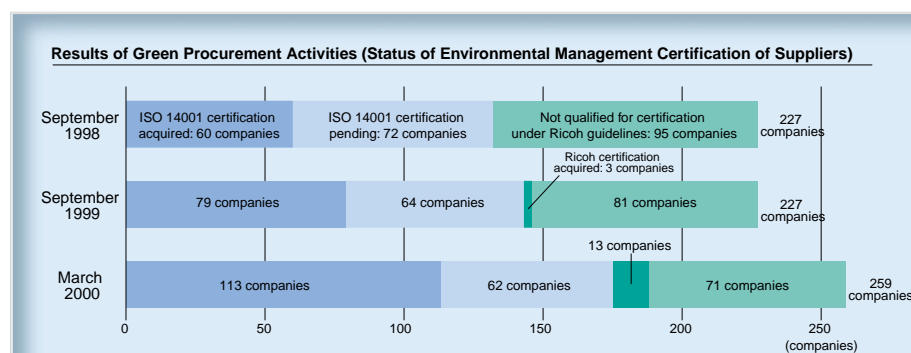 Results of Green Procurement Activities (Status of Environmental Management Certification of Suppliers)
September
1998
ISO 14001 certification
acquired: 60 companies
ISO 14001 certification
pending: 72 companies
Not qualified for certification
under Ricoh guidelines: 95 companies
227
companies
Ricoh certification
acquired: 3 companies
September
1999
79 companies
64 companies
81 companies
227
companies
13 companies
March
2000
113 companies
62 companies
71 companies
259
companies
0
50
100
150
200
250
(companies)